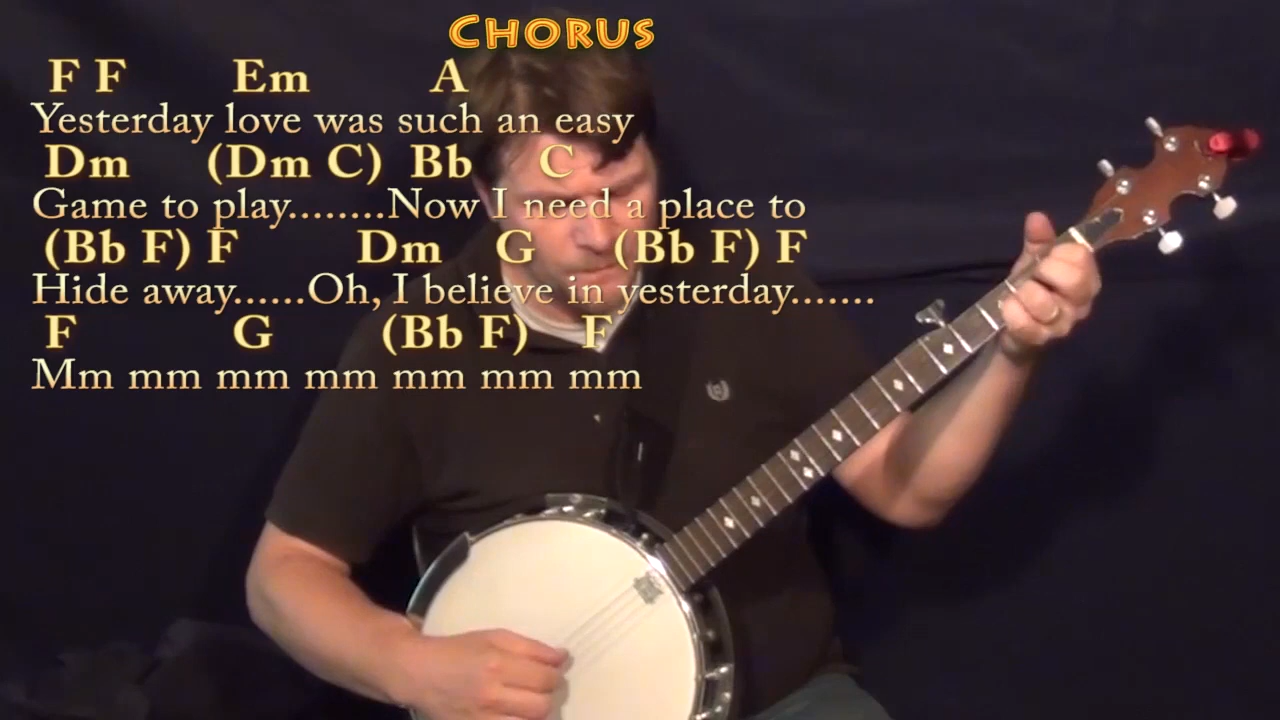 CHORUS
F F Em A
Yesterday love was such an easy
Dm (Dm C) Bb C
Game to play........Now I need a place to
(Bb F) F Dm G (Bb F) F
Hide away......Oh, I believe in yesterday.......
F G (Bb F) F
Mm mm mm mm mm mm mm